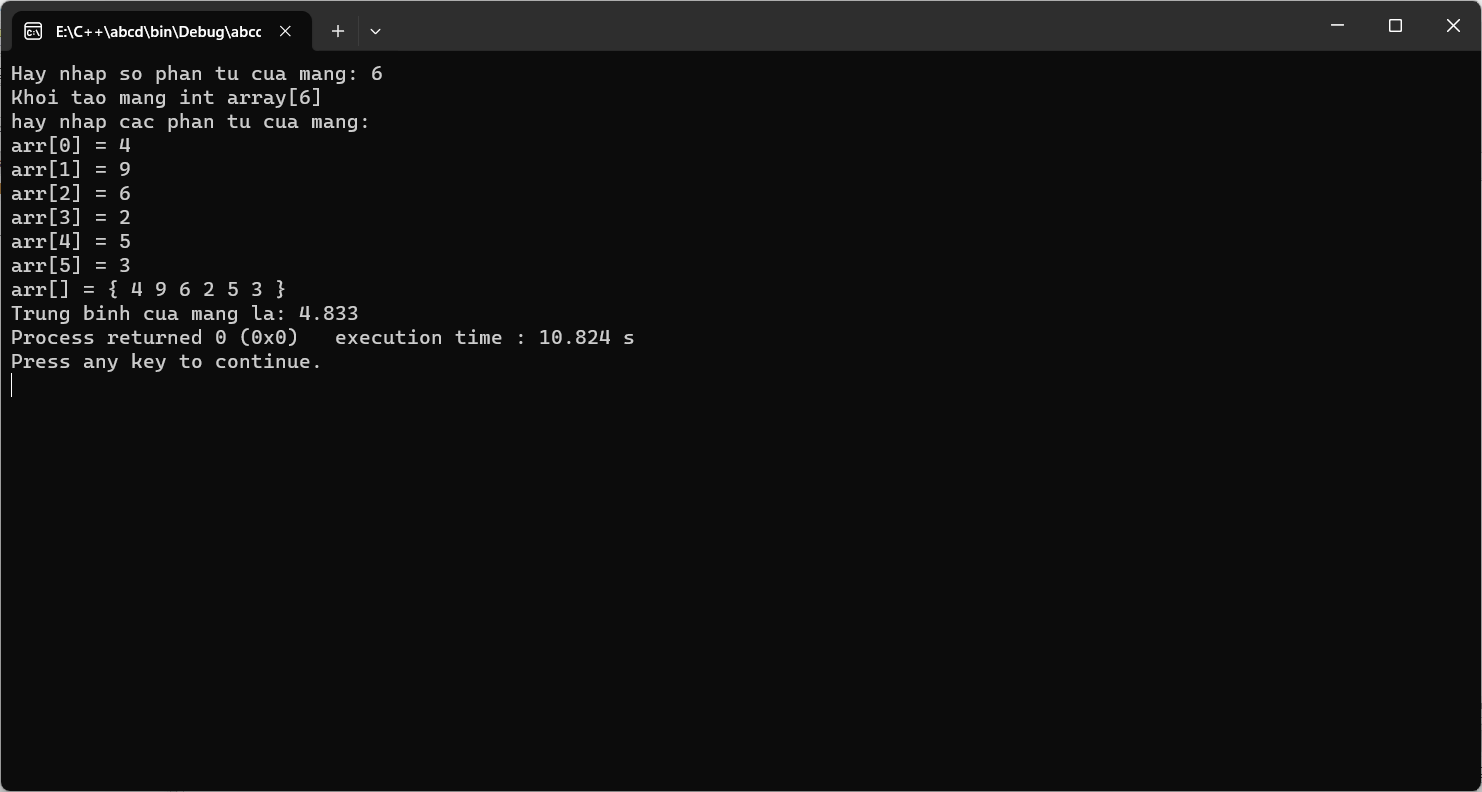 E:\C++\abcd\bin\Debug\abcc
Hay nhap so phan tu cua mang: 6
Khoi tao mang int array[6]
hay nhap cac phan tu cua mang:
arr[0] = 4
arr[1] = 9
arr[2] = 6
arr[3] = 2
arr[4] = 5
arr[5] = 3
arr[] = { 4 9 6 2 5 3 }
Trung binh cua mang la: 4.833
Process returned 0 (0x0)   execution time : 10.824 s
Press any key to continue.